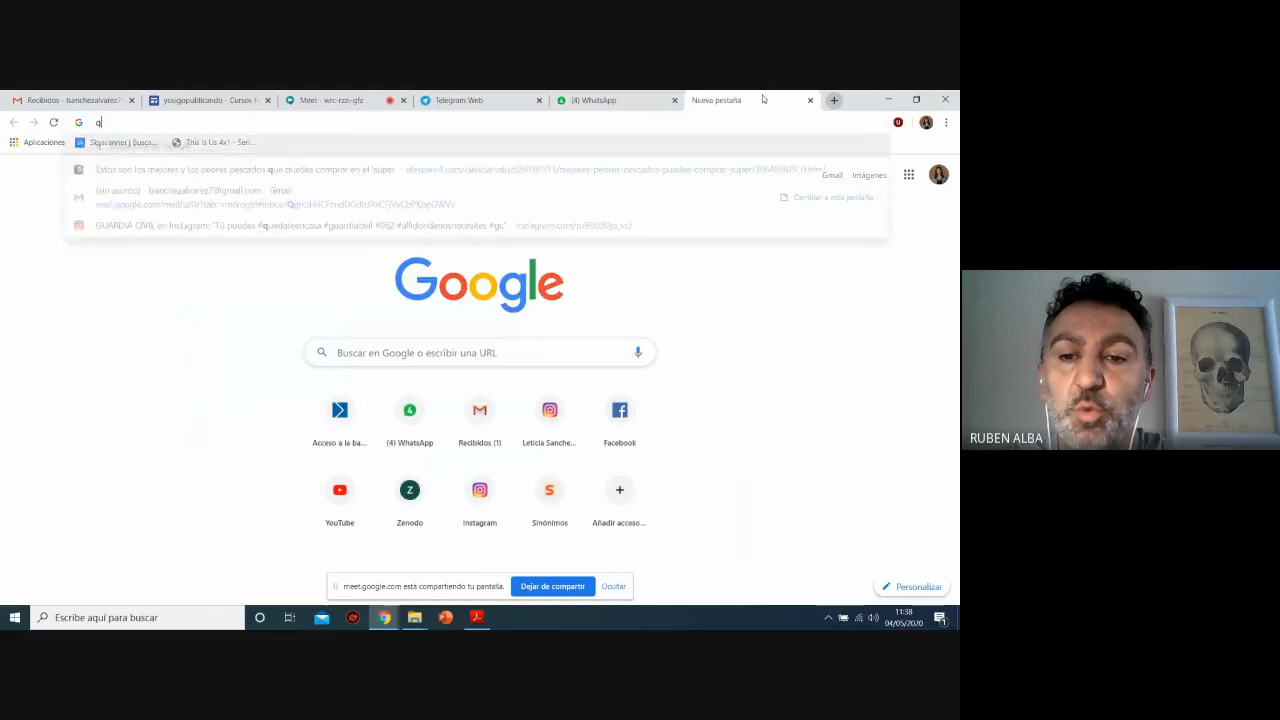 Recibidos - lsanchezalvarez7
yosigopublicando - Cursos F
Meet - wrc-rzzi-gfz
Telegram Web
(4) WhatsApp
Nueva pestaña
q
Aplicaciones
Skyscanner | Busca...
This Is Us 4x1 - Seri...
Estos son los mejores y los peores pescados que puedes comprar en el 'super
(sin asunto) - lsanchezalvarez7@gmail.com - Gmail
Cambiar a esta pestaña
GUARDIA CIVIL en Instagram: "Tú puedes #quedateencasa #guardiacivil #062 #allidondenosnecesites #gc"
Gmail
Imágenes
Google
Buscar en Google o escribir una URL
Acceso a la ba...
(4) WhatsApp
Recibidos (1)
Leticia Sanche...
Facebook
YouTube
Zenodo
Instagram
Sinónimos
Añadir acceso...
meet.google.com está compartiendo tu pantalla.
Dejar de compartir
Ocultar
Personalizar
Escribe aquí para buscar
11:38
04/05/2020
RUBEN ALBA